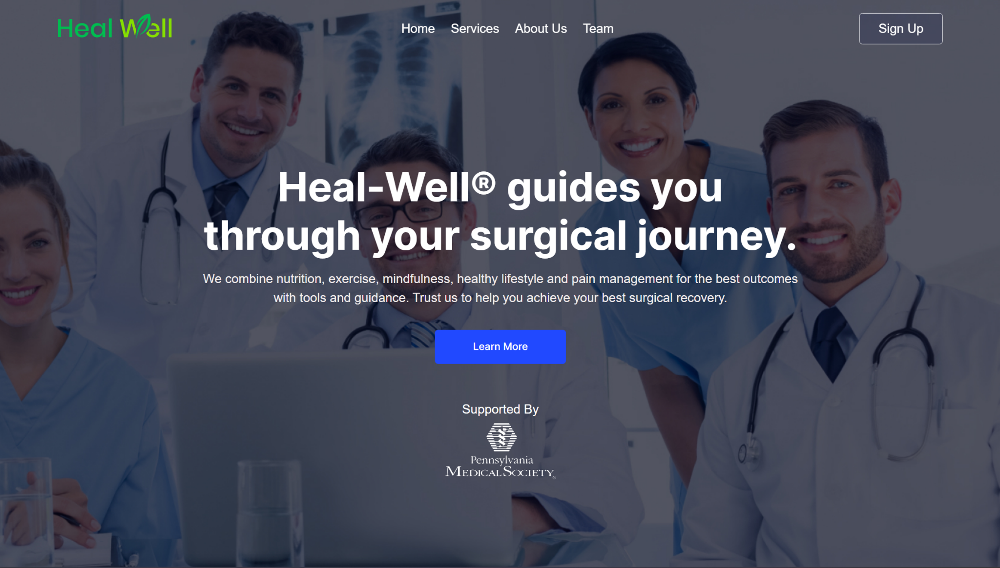 Heal Well
Home Services About Us Team
Sign Up
Heal-Well® guides you
through your surgical journey.
We combine nutrition, exercise, mindfulness, healthy lifestyle and pain management for the best outcomes
with tools and guidance. Trust us to help you achieve your best surgical recovery.
Learn More
Supported By
Pennsylvania
MEDICAL SOCIETY®